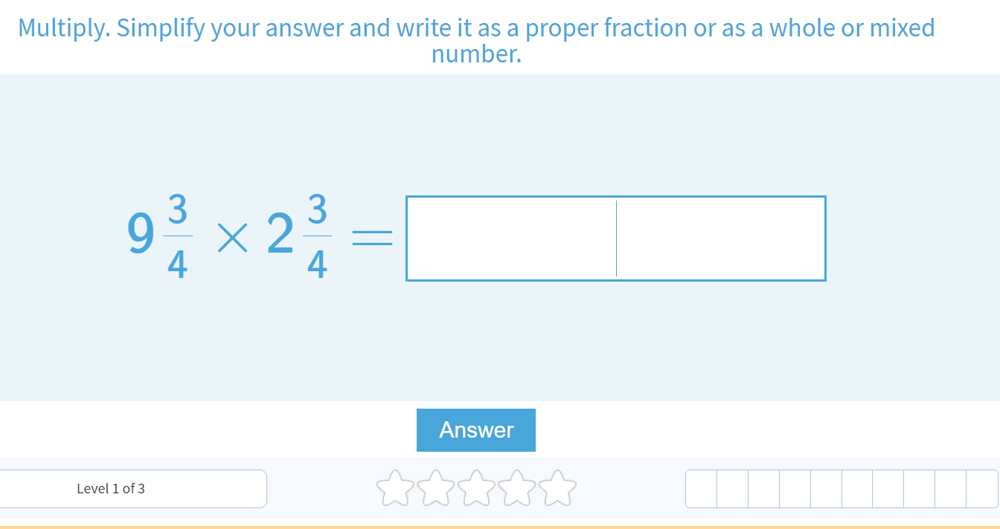 Multiply. Simplify your answer and write it as a proper fraction or as a whole or mixed
number.
9 3/4 × 2 3/4 =
Answer
Level 1 of 3